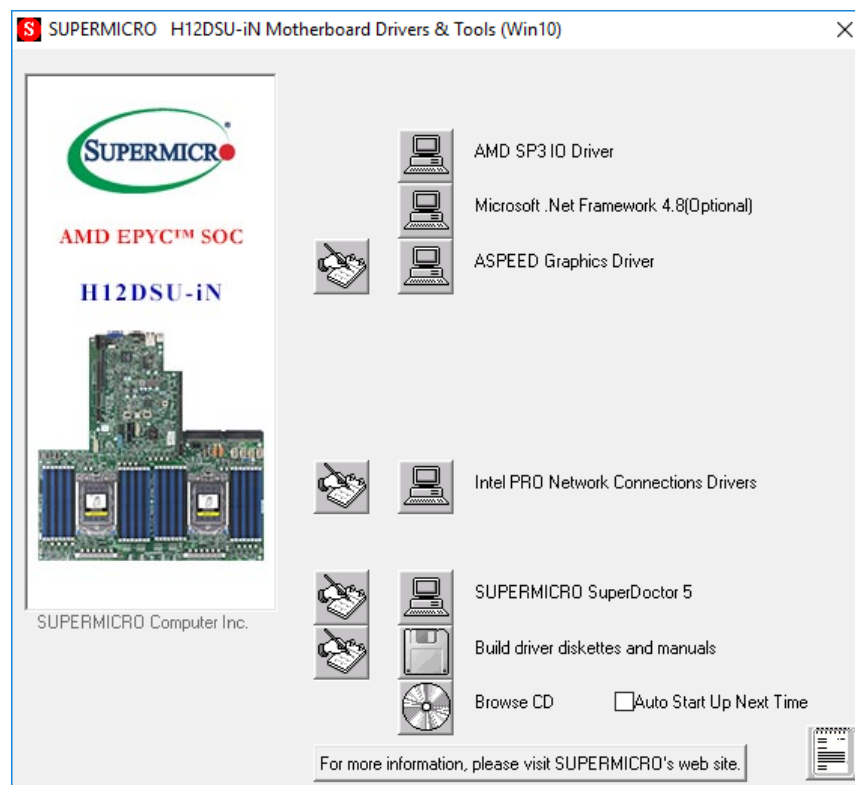 S SUPERMICRO H12DSU-iN Motherboard Drivers & Tools (Win10)
SUPERMICRO
AMD EPYC™ SOC
H12DSU-iN
SUPERMICRO Computer Inc.
AMD SP3 IO Driver
Microsoft .Net Framework 4.8(Optional)
ASPEED Graphics Driver
Intel PRO Network Connections Drivers
SUPERMICRO SuperDoctor 5
Build driver diskettes and manuals
Browse CD
Auto Start Up Next Time
For more information, please visit SUPERMICRO's web site.